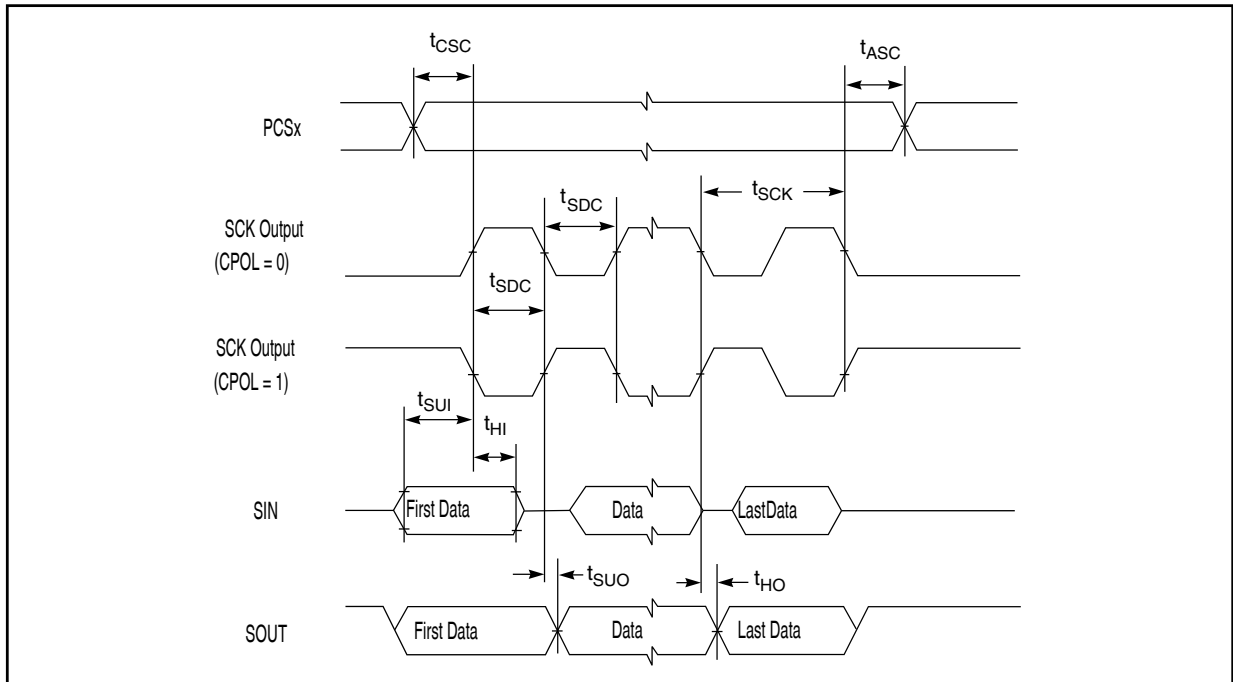 tCSC
tASC
PCSx
tSCK
tSDC
SCK Output
(CPOL = 0)
tSDC
SCK Output
(CPOL = 1)
tSUI
tHI
SIN
First Data
Data
LastData
tSUO
tHO
SOUT
First Data
Data
Last Data